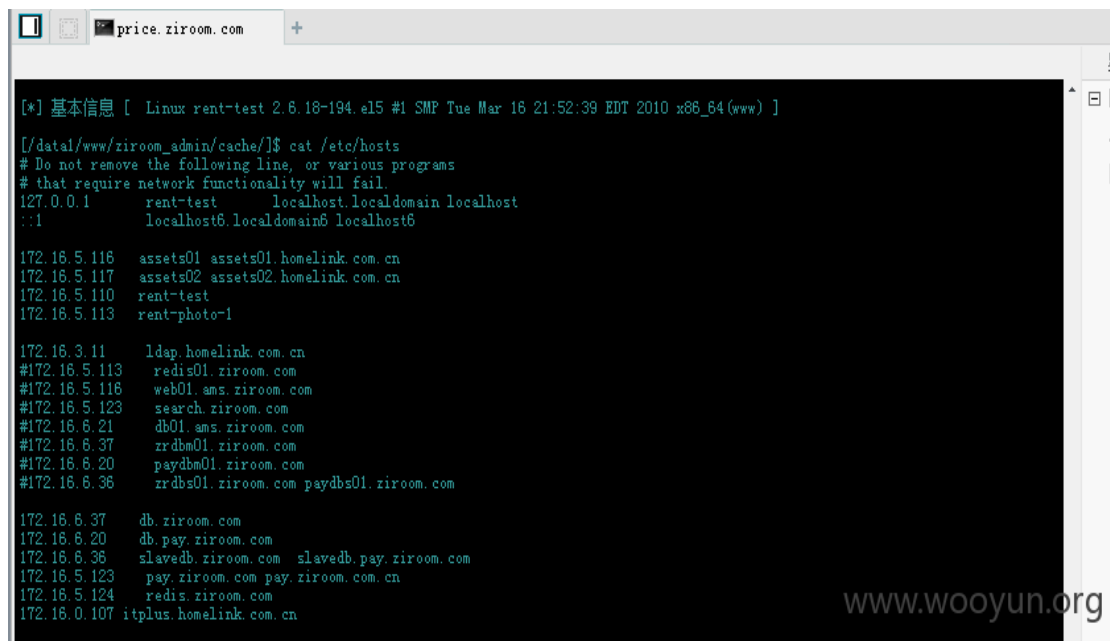 price.ziroom.com +
[*] 基本信息 [ Linux rent-test 2.6.18-194.el5 #1 SMP Tue Mar 16 21:52:39 EDT 2010 x86_64(www) ]
[/data1/www/ziroom_admin/cache/]$ cat /etc/hosts
# Do not remove the following line, or various programs
# that require network functionality will fail.
127.0.0.1 rent-test localhost.localdomain localhost
::1 localhost6.localdomain6 localhost6
172.16.5.116 assets01 assets01.homelink.com.cn
172.16.5.117 assets02 assets02.homelink.com.cn
172.16.5.110 rent-test
172.16.5.113 rent-photo-1
172.16.3.11 ldap.homelink.com.cn
#172.16.5.113 redis01.ziroom.com
#172.16.5.116 web01.ams.ziroom.com
#172.16.5.123 search.ziroom.com
#172.16.6.21 db01.ams.ziroom.com
#172.16.6.37 zrdbm01.ziroom.com
#172.16.6.20 paydbm01.ziroom.com
#172.16.6.36 zrdbs01.ziroom.com paydbs01.ziroom.com
172.16.6.37 db.ziroom.com
172.16.6.20 db.pay.ziroom.com
172.16.6.36 slavedb.ziroom.com slavedb.pay.ziroom.com
172.16.5.123 pay.ziroom.com pay.ziroom.com.cn
172.16.5.124 redis.ziroom.com
172.16.0.107 itplus.homelink.com.cn
www.wooyun.org